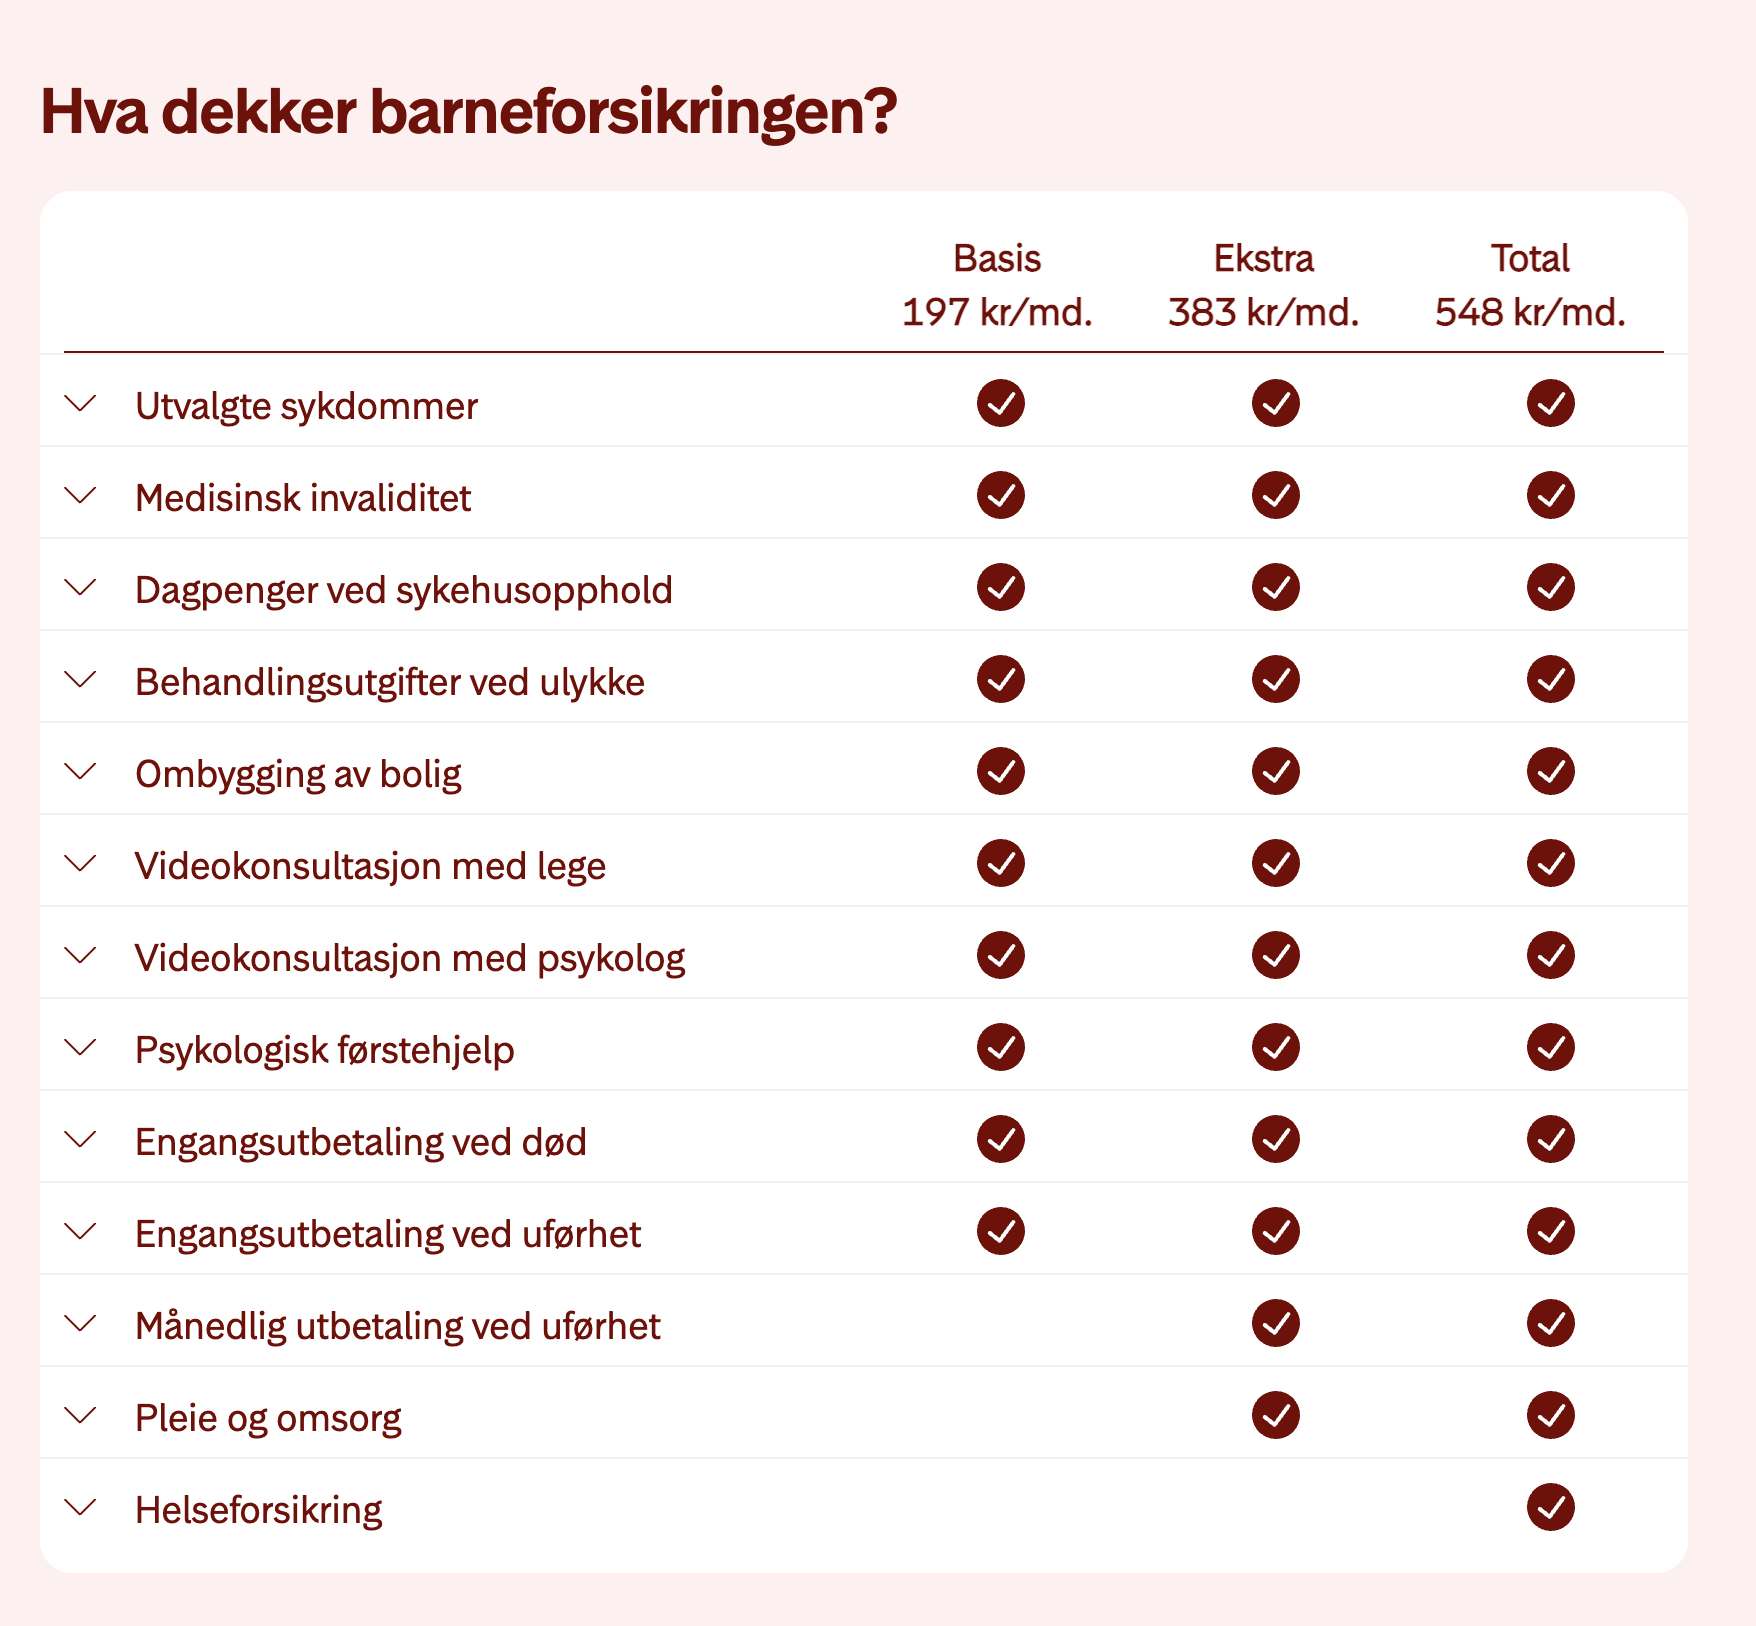 Hva dekker barneforsikringen?
Basis Ekstra Total
197 kr/md. 383 kr/md. 548 kr/md.
Utvalgte sykdommer
Medisinsk invaliditet
Dagpenger ved sykehusopphold
Behandlingsutgifter ved ulykke
Ombygging av bolig
Videokonsultasjon med lege
Videokonsultasjon med psykolog
Psykologisk førstehjelp
Engangsutbetaling ved død
Engangsutbetaling ved uførhet
Månedlig utbetaling ved uførhet
Pleie og omsorg
Helseforsikring